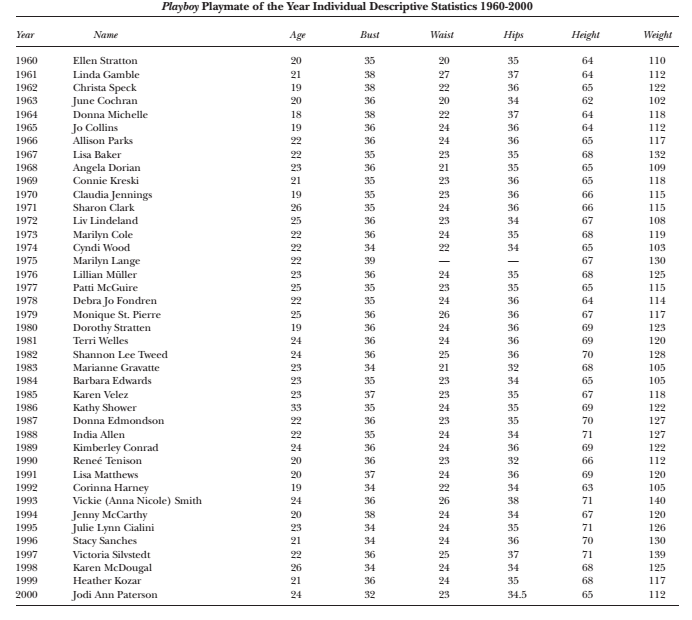 Playboy Playmate of the Year Individual Descriptive Statistics 1960-2000
Year Name Age Bust Waist Hips Height Weight
1960 Ellen Stratton 20 35 20 35 64 110
1961 Linda Gamble 21 38 27 37 64 112
1962 Christa Speck 19 38 22 36 65 122
1963 June Cochran 20 36 20 34 62 102
1964 Donna Michelle 18 38 22 37 64 118
1965 Jo Collins 19 36 24 36 64 112
1966 Allison Parks 22 36 24 36 65 117
1967 Lisa Baker 22 35 23 35 68 132
1968 Angela Dorian 23 36 21 35 65 109
1969 Connie Kreski 21 35 23 36 65 118
1970 Claudia Jennings 19 35 23 36 66 115
1971 Sharon Clark 26 35 24 36 66 115
1972 Liv Lindeland 25 36 23 34 67 108
1973 Marilyn Cole 22 36 24 35 68 119
1974 Cyndi Wood 22 34 22 34 65 103
1975 Marilyn Lange 22 39 — — 67 130
1976 Lillian Müller 23 36 24 35 68 125
1977 Patti McGuire 25 35 23 35 65 115
1978 Debra Jo Fondren 22 35 24 36 64 114
1979 Monique St. Pierre 25 36 26 36 67 117
1980 Dorothy Stratten 19 36 24 36 69 123
1981 Terri Welles 24 36 24 36 69 120
1982 Shannon Lee Tweed 24 36 25 36 70 128
1983 Marianne Gravatte 23 34 21 32 68 105
1984 Barbara Edwards 23 35 23 34 65 105
1985 Karen Velez 23 37 23 35 67 118
1986 Kathy Shower 33 35 24 35 69 122
1987 Donna Edmondson 22 36 23 35 70 127
1988 India Allen 22 35 24 34 71 127
1989 Kimberley Conrad 24 36 24 36 69 122
1990 Reneé Tenison 20 36 23 32 66 112
1991 Lisa Matthews 20 37 24 36 69 120
1992 Corinna Harney 19 34 22 34 63 105
1993 Vickie (Anna Nicole) Smith 24 36 26 38 71 140
1994 Jenny McCarthy 20 38 24 34 67 120
1995 Julie Lynn Cialini 23 34 24 35 71 126
1996 Stacy Sanches 21 34 24 36 70 130
1997 Victoria Silvstedt 22 36 25 37 71 139
1998 Karen McDougal 26 34 24 34 68 125
1999 Heather Kozar 21 36 24 35 68 117
2000 Jodi Ann Paterson 24 32 23 34.5 65 112